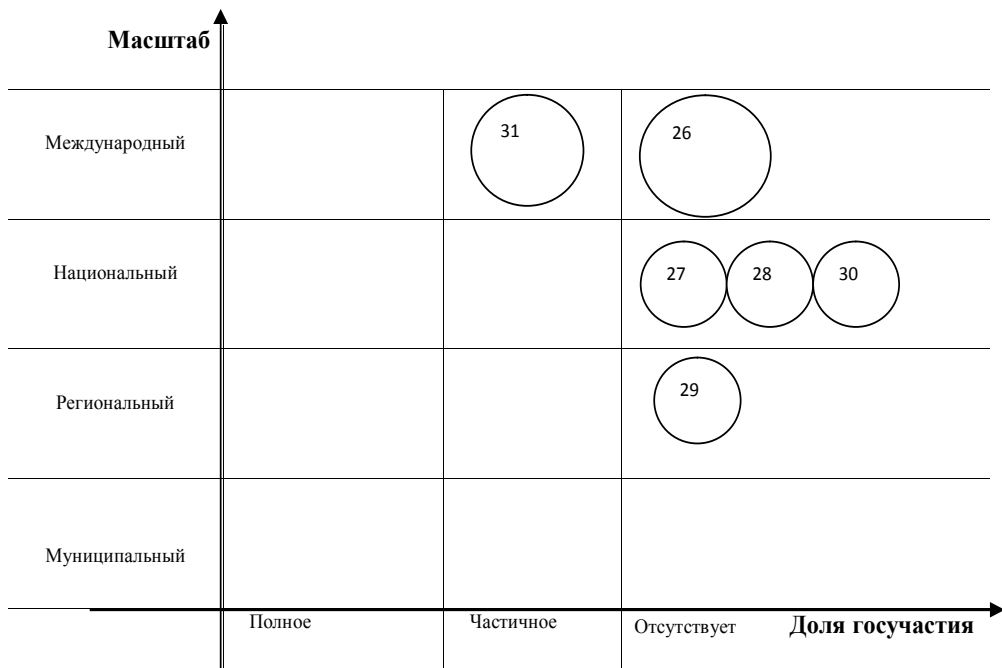 Масштаб
Международный
31
26
Национальный
27
28
30
Региональный
29
Муниципальный
Полное
Частичное
Отсутствует
Доля госучастия